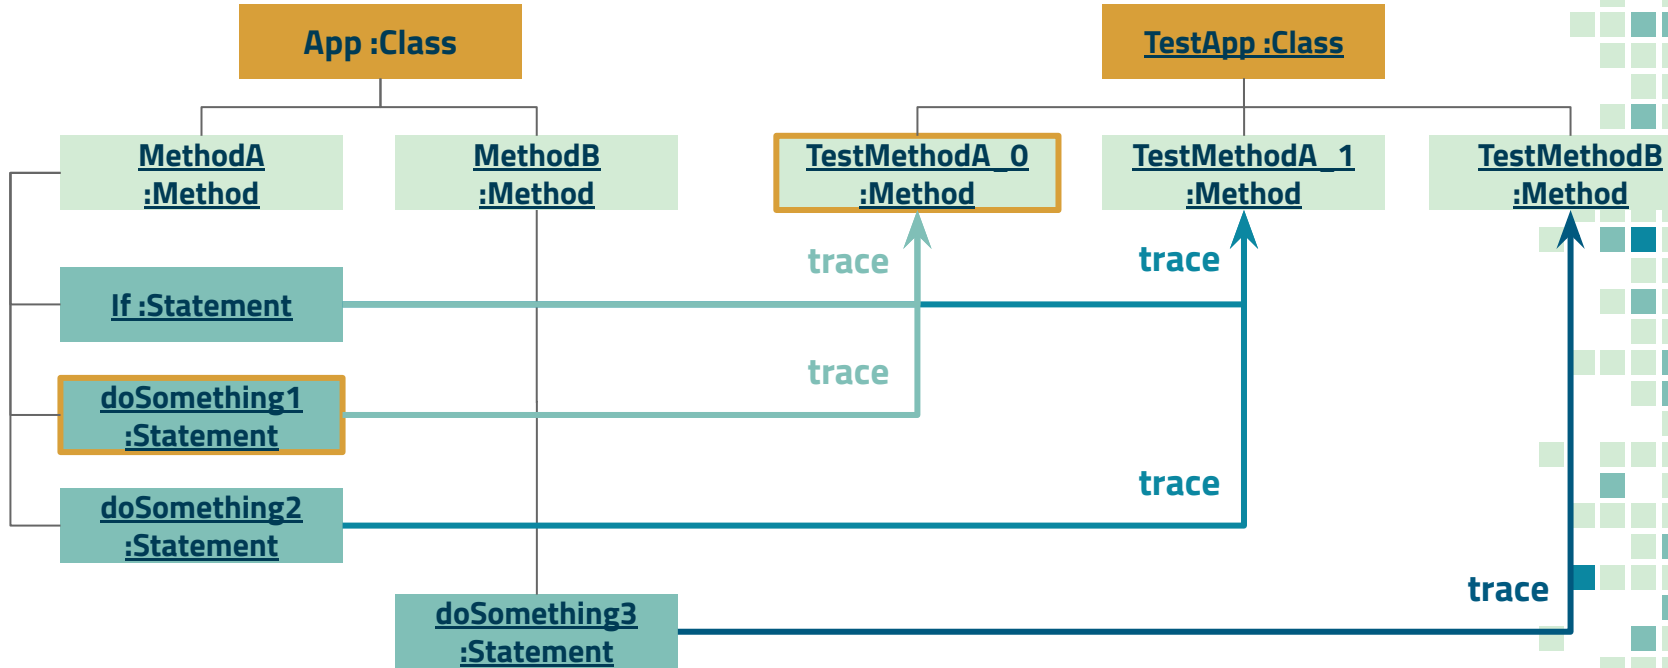 App :Class
TestApp :Class
MethodA
:Method
MethodB
:Method
TestMethodA_0
:Method
TestMethodA_1
:Method
TestMethodB
:Method
trace
trace
If :Statement
trace
doSomething1
:Statement
trace
doSomething2
:Statement
trace
doSomething3
:Statement